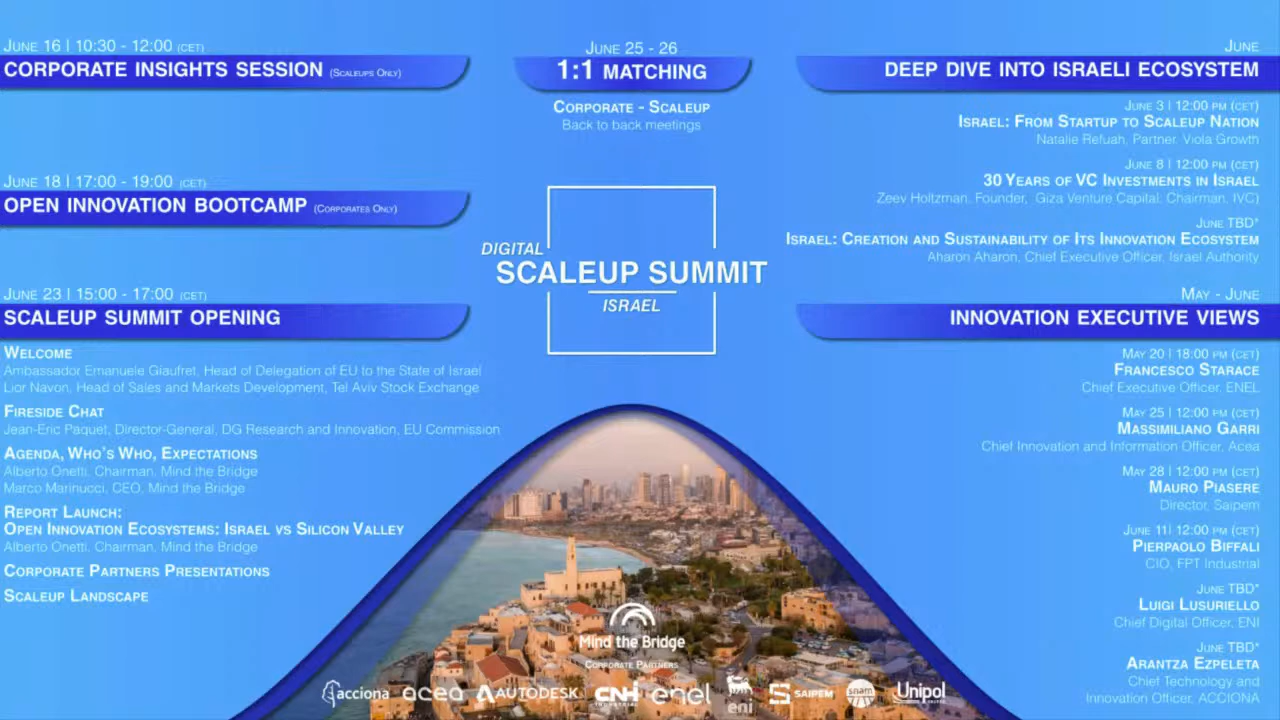 JUNE 16 | 10:30 - 12:00 (CET)
CORPORATE INSIGHTS SESSION (SCALEUPS ONLY)
JUNE 18 | 17:00 - 19:00 (CET)
OPEN INNOVATION BOOTCAMP (CORPORATES ONLY)
JUNE 23 | 15:00 - 17:00 (CET)
SCALEUP SUMMIT OPENING
WELCOME
Ambassador Emanuele Giaufret, Head of Delegation of EU to the State of Israel
Lior Navon, Head of Sales and Markets Development, Tel Aviv Stock Exchange
FIRESIDE CHAT
Jean-Eric Paquet, Director-General, DG Research and Innovation, EU Commission
AGENDA, WHO'S WHO, EXPECTATIONS
Alberto Onetti, Chairman, Mind the Bridge
Marco Marinucci, CEO, Mind the Bridge
REPORT LAUNCH:
OPEN INNOVATION ECOSYSTEMS: ISRAEL VS SILICON VALLEY
Alberto Onetti, Chairman, Mind the Bridge
CORPORATE PARTNERS PRESENTATIONS
SCALEUP LANDSCAPE
JUNE 25 - 26
1:1 MATCHING
CORPORATE - SCALEUP
Back to back meetings
DIGITAL
SCALEUP SUMMIT
ISRAEL
Mind the Bridge
CORPORATE PARTNERS
acciona acea AUTODESK CNH INDUSTRIAL enel eni SAIPEM snam Unipol
JUNE
DEEP DIVE INTO ISRAELI ECOSYSTEM
JUNE 3 | 12:00 PM (CET)
ISRAEL: FROM STARTUP TO SCALEUP NATION
Natalie Refuah, Partner, Viola Growth
JUNE 8 | 12:00 PM (CET)
30 YEARS OF VC INVESTMENTS IN ISRAEL
Zeev Holtzman, Founder, Giza Venture Capital, Chairman, IVC)
JUNE TBD*
ISRAEL: CREATION AND SUSTAINABILITY OF ITS INNOVATION ECOSYSTEM
Aharon Aharon, Chief Executive Officer, Israel Authority
MAY - JUNE
INNOVATION EXECUTIVE VIEWS
MAY 20 | 18:00 PM (CET)
FRANCESCO STARACE
Chief Executive Officer, ENEL
MAY 25 | 12:00 PM (CET)
MASSIMILIANO GARRI
Chief Innovation and Information Officer, Acea
MAY 28 | 12:00 PM (CET)
MAURO PIASERE
Director, Saipem
JUNE 11| 12:00 PM (CET)
PIERPAOLO BIFFALI
CIO, FPT Industrial
JUNE TBD*
LUIGI LUSURIELLO
Chief Digital Officer, ENI
JUNE TBD*
ARANTZA EZPELETA
Chief Technology and
Innovation Officer, ACCIONA